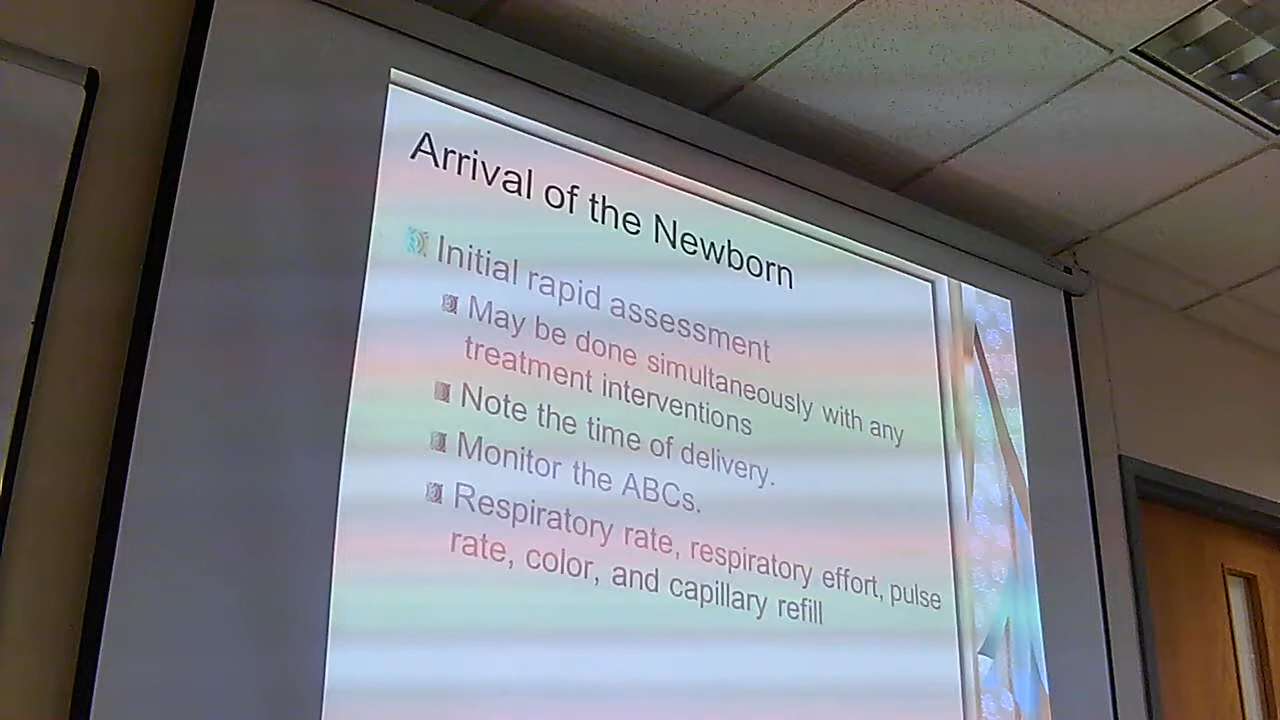 Arrival of the Newborn
Initial rapid assessment
May be done simultaneously with any
treatment interventions
Note the time of delivery.
Monitor the ABCs.
Respiratory rate, respiratory effort, pulse
rate, color, and capillary refill